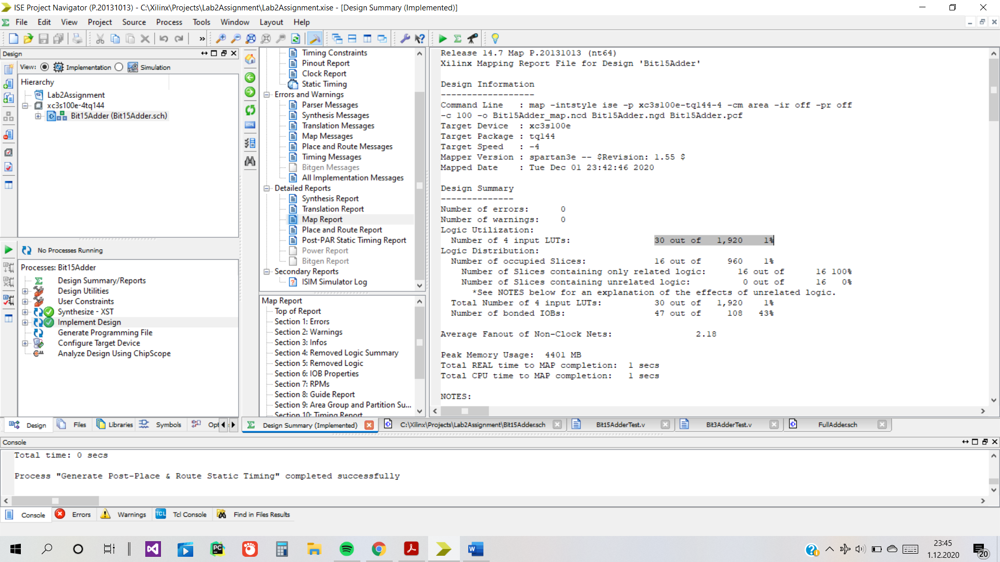 ISE Project Navigator (P.20131013) - C:\Xilinx\Projects\Lab2Assignment\Lab2Assignment.xise - [Design Summary (Implemented)]
File Edit View Project Source Process Tools Window Layout Help
»
Design
View: Implementation Simulation
Hierarchy
Lab2Assignment
xc3s100e-4tq144
Bit15Adder (Bit15Adder.sch)
No Processes Running
Processes: Bit15Adder
Design Summary/Reports
Design Utilities
User Constraints
Synthesize - XST
Implement Design
Generate Programming File
Configure Target Device
Analyze Design Using ChipScope
Design Files Libraries Symbols Opt
Timing Constraints
Pinout Report
Clock Report
Static Timing
Errors and Warnings
Parser Messages
Synthesis Messages
Translation Messages
Map Messages
Place and Route Messages
Timing Messages
Bitgen Messages
All Implementation Messages
Detailed Reports
Synthesis Report
Translation Report
Map Report
Place and Route Report
Post-PAR Static Timing Report
Power Report
Bitgen Report
Secondary Reports
ISIM Simulator Log
Map Report
Top of Report
Section 1: Errors
Section 2: Warnings
Section 3: Infos
Section 4: Removed Logic Summary
Section 5: Removed Logic
Section 6: IOB Properties
Section 7: RPMs
Section 8: Guide Report
Section 9: Area Group and Partition Su...
Section 10: Timing Report
Release 14.7 Map P.20131013 (nt64)
Xilinx Mapping Report File for Design 'Bit15Adder'
Design Information
------------------
Command Line   : map -intstyle ise -p xc3s100e-tq144-4 -cm area -ir off -pr off
-c 100 -o Bit15Adder_map.ncd Bit15Adder.ngd Bit15Adder.pcf
Target Device  : xc3s100e
Target Package : tq144
Target Speed   : -4
Mapper Version : spartan3e -- $Revision: 1.55 $
Mapped Date    : Tue Dec 01 23:42:46 2020
Design Summary
--------------
Number of errors:      0
Number of warnings:    0
Logic Utilization:
Number of 4 input LUTs:                30 out of   1,920    1%
Logic Distribution:
Number of occupied Slices:             16 out of     960    1%
Number of Slices containing only related logic:      16 out of      16 100%
Number of Slices containing unrelated logic:          0 out of      16   0%
*See NOTES below for an explanation of the effects of unrelated logic.
Total Number of 4 input LUTs:          30 out of   1,920    1%
Number of bonded IOBs:                 47 out of     108   43%
Average Fanout of Non-Clock Nets:                2.18
Peak Memory Usage:  4401 MB
Total REAL time to MAP completion:  1 secs
Total CPU time to MAP completion:   1 secs
NOTES:
Design Summary (Implemented) C:\Xilinx\Projects\Lab2Assignment\Bit15Adder.sch Bit15AdderTest.v Bit3AdderTest.v FullAdder.sch
Console
Total time: 0 secs
Process "Generate Post-Place & Route Static Timing" completed successfully
Console Errors Warnings Tcl Console Find in Files Results
23:45
1.12.2020
20